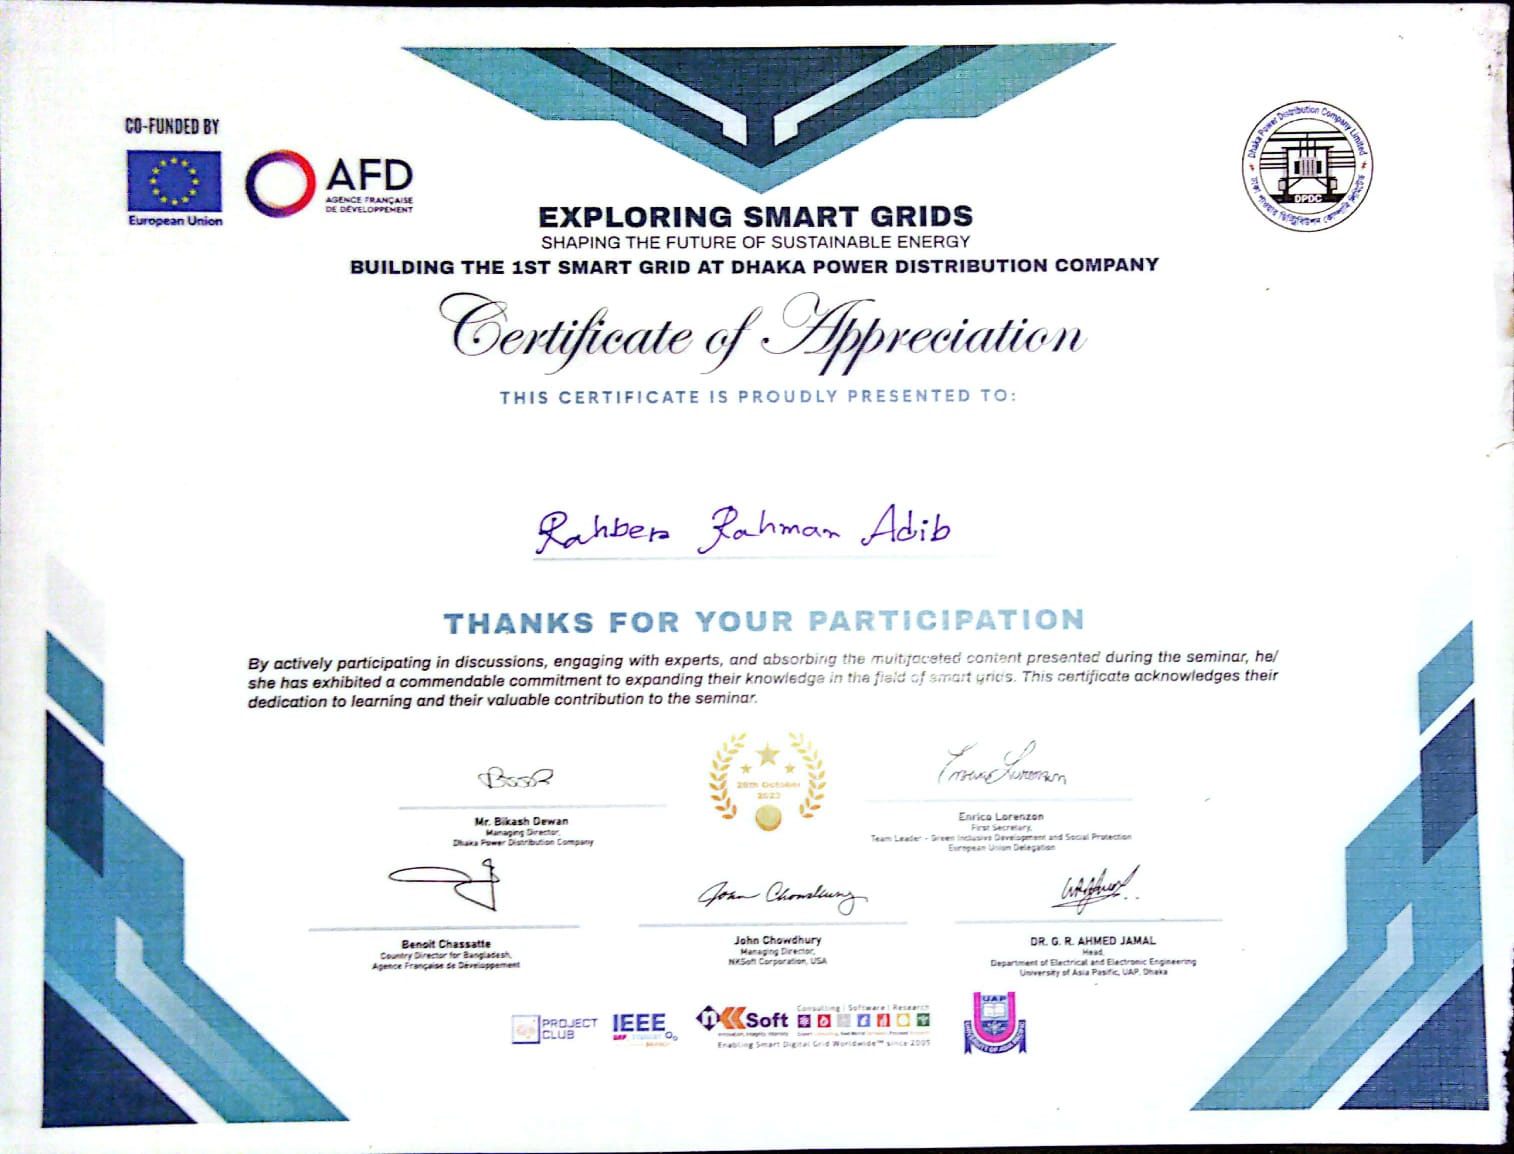 CO-FUNDED BY
European Union
AFD
AGENCE FRANÇAISE
DE DÉVELOPPEMENT
Dhaka Power Distribution Company Limited
DPDC
EXPLORING SMART GRIDS
SHAPING THE FUTURE OF SUSTAINABLE ENERGY
BUILDING THE 1ST SMART GRID AT DHAKA POWER DISTRIBUTION COMPANY
Certificate of Appreciation
THIS CERTIFICATE IS PROUDLY PRESENTED TO:
Rahber Rahman Adib
THANKS FOR YOUR PARTICIPATION
By actively participating in discussions, engaging with experts, and absorbing the multifaceted content presented during the seminar, he/
she has exhibited a commendable commitment to expanding their knowledge in the field of smart grids. This certificate acknowledges their
dedication to learning and their valuable contribution to the seminar.
October
2023
Mr. Bikash Dewan
Managing Director,
Dhaka Power Distribution Company
Enrico Lorenzon
First Secretary,
Team Leader - Green Inclusive Development and Social Protection
European Union Delegation
Benoit Chassatte
Country Director for Bangladesh,
Agence Française de Développement
John Chowdhury
John Chowdhury
Managing Director,
NKSoft Corporation, USA
DR. G. R. AHMED JAMAL
Head,
Department of Electrical and Electronic Engineering
University of Asia Pasific, UAP, Dhaka
PROJECT
CLUB
IEEE
UAP STUDENT
BRANCH
nKSoft
Consulting | Software | Research
Enabling Smart Digital Grid Worldwide™ since 2005
UAP
UNIVERSITY OF ASIA PACIFIC